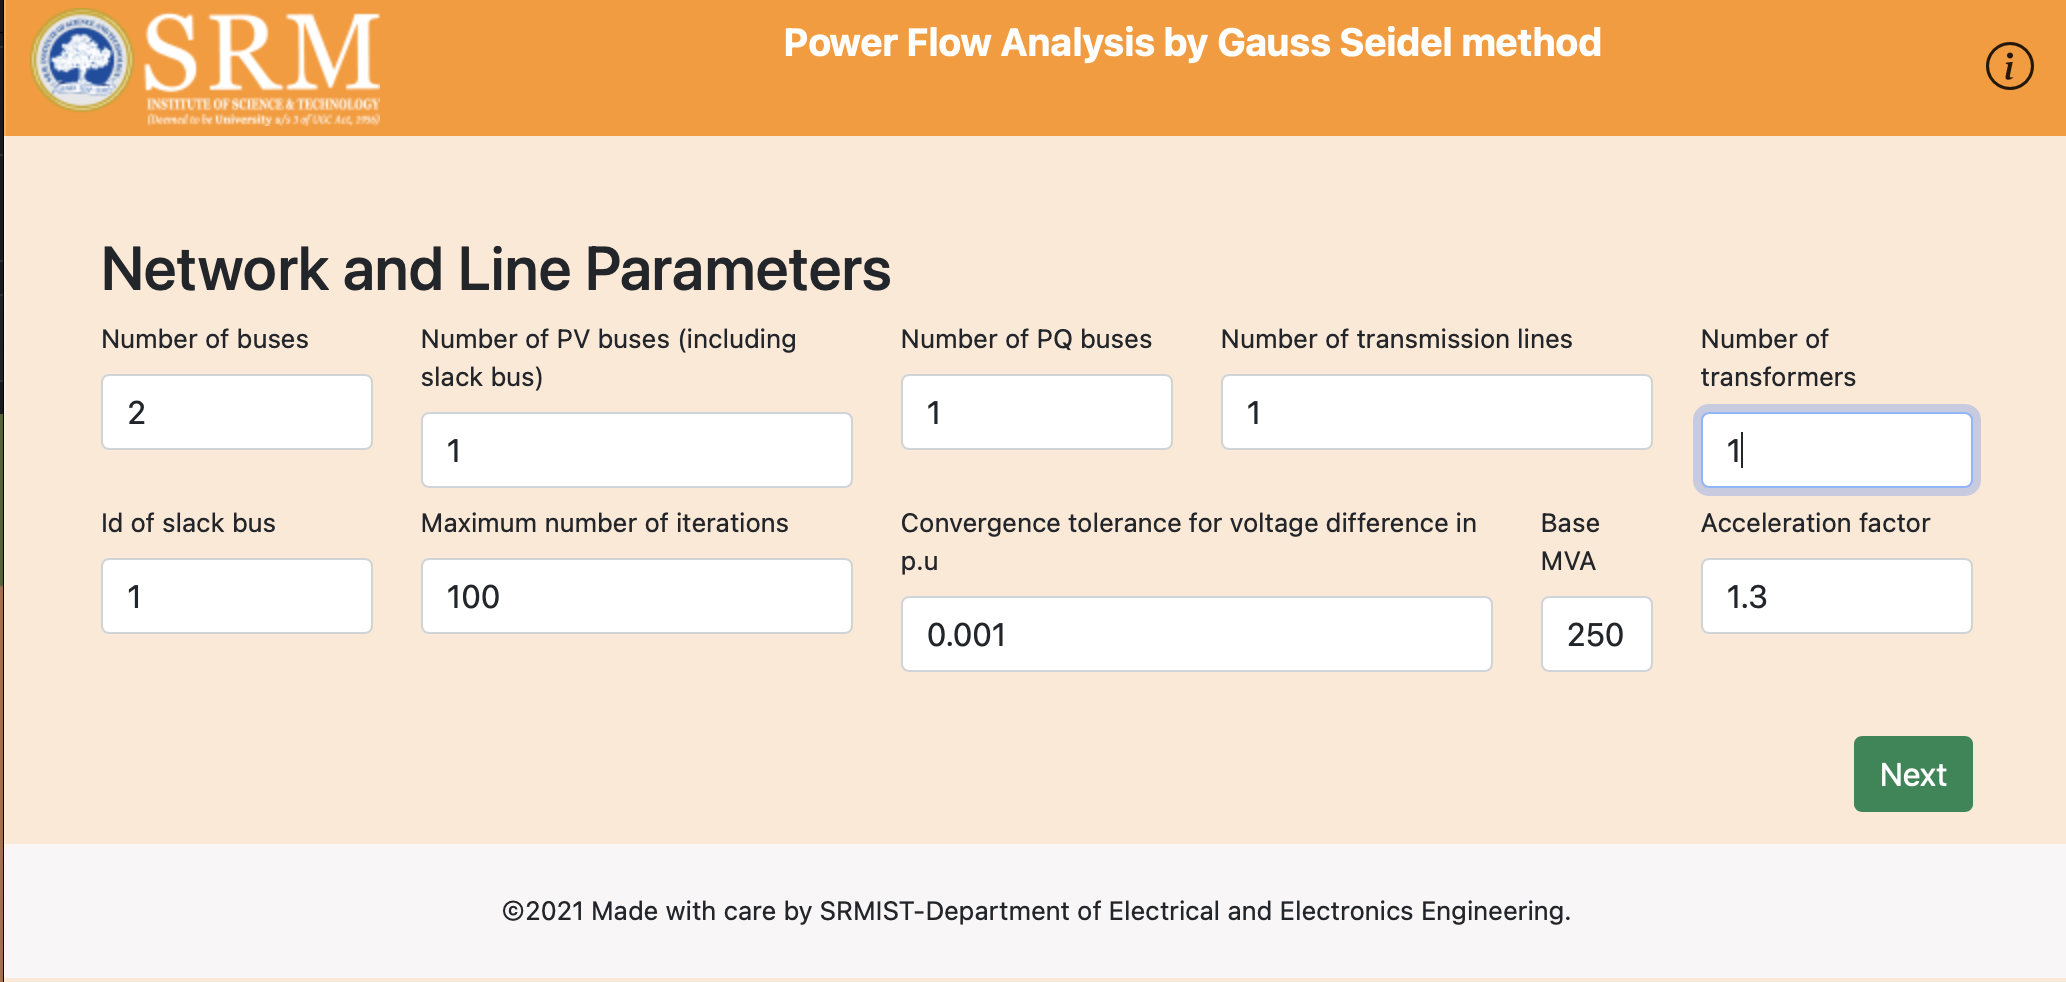 SRM
INSTITUTE OF SCIENCE & TECHNOLOGY
(Deemed to be University u/s 3 of UGC Act, 1956)
Power Flow Analysis by Gauss Seidel method
i
Network and Line Parameters
Number of buses
2
Number of PV buses (including
slack bus)
1
Number of PQ buses
1
Number of transmission lines
1
Number of
transformers
1
Id of slack bus
1
Maximum number of iterations
100
Convergence tolerance for voltage difference in
p.u
0.001
Base
MVA
250
Acceleration factor
1.3
Next
©2021 Made with care by SRMIST-Department of Electrical and Electronics Engineering.